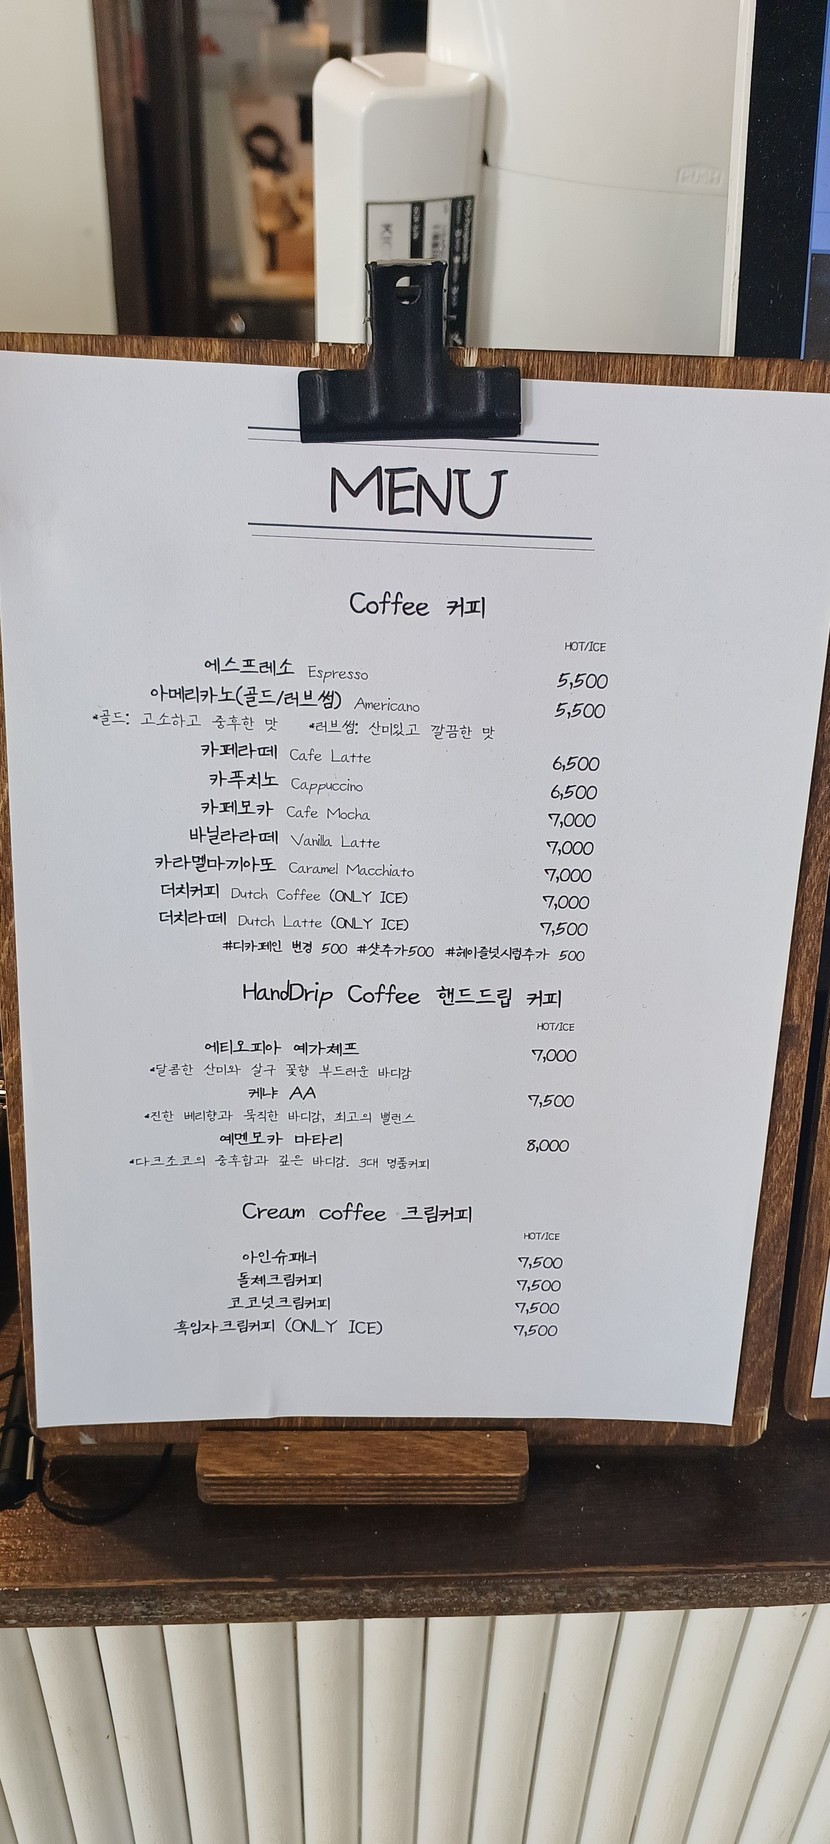 PUSH
MENU
Coffee 커피
HOT/ICE
에스프레소 Espresso 5,500
아메리카노(골드/러브썸) Americano 5,500
*골드: 고소하고 중후한 맛 *러브썸: 산미있고 깔끔한 맛
카페라떼 Cafe Latte 6,500
카푸치노 Cappuccino 6,500
카페모카 Cafe Mocha 7,000
바닐라라떼 Vanilla Latte 7,000
카라멜마끼아또 Caramel Macchiato 7,000
더치커피 Dutch Coffee (ONLY ICE) 7,000
더치라떼 Dutch Latte (ONLY ICE) 7,500
#디카페인 변경 500 #샷추가500 #헤이즐넛시럽추가 500
HandDrip Coffee 핸드드립 커피
HOT/ICE
에티오피아 예가체프 7,000
*달콤한 산미와 살구 꽃향 부드러운 바디감
케냐 AA 7,500
*진한 베리향과 묵직한 바디감, 최고의 밸런스
예멘모카 마타리 8,000
*다크초코의 중후함과 깊은 바디감. 3대 명품커피
Cream coffee 크림커피
HOT/ICE
아인슈패너 7,500
돌체크림커피 7,500
코코넛크림커피 7,500
흑임자크림커피 (ONLY ICE) 7,500